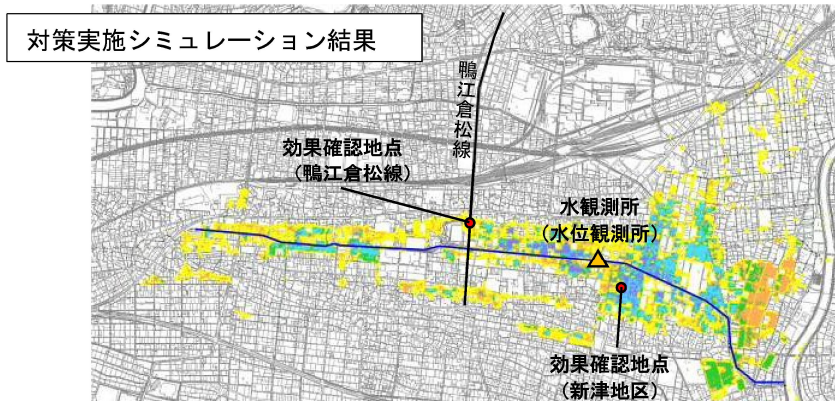 対策実施シミュレーション結果
鴨江倉松線
効果確認地点
(鴨江倉松線)
水観測所
(水位観測所)
効果確認地点
(新津地区)